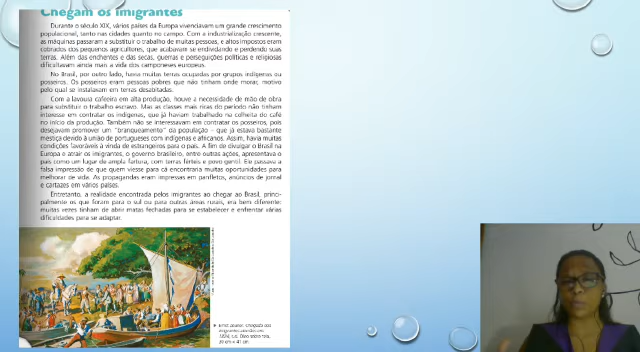 Chegam os imigrantes
Durante o século XIX, vários países da Europa vivenciavam um grande crescimento
populacional, tanto nas cidades quanto no campo. Com a industrialização crescente,
as máquinas passaram a substituir o trabalho de muitas pessoas, e altos impostos eram
cobrados dos pequenos agricultores, que acabavam se endividando e perdendo suas
terras. Além das enchentes e das secas, guerras e perseguições políticas e religiosas
dificultavam ainda mais a vida dos camponeses europeus.
No Brasil, por outro lado, havia muitas terras ocupadas por grupos indígenas ou
posseiros. Os posseiros eram pessoas pobres que não tinham onde morar, motivo
pelo qual se instalavam em terras desabitadas.
Com a lavoura cafeeira em alta produção, houve a necessidade de mão de obra
para substituir o trabalho escravo. Mas as classes mais ricas do período não tinham
interesse em contratar os indígenas, que já haviam trabalhado na colheita do café
no início da produção. Também não se interessavam em contratar os posseiros, pois
desejavam promover um "branqueamento" da população – que já estava bastante
mestiça devido à união de portugueses com indígenas e africanos. Assim, havia muitas
condições favoráveis à vinda de estrangeiros para o país. A fim de divulgar o Brasil na
Europa e atrair os imigrantes, o governo brasileiro, entre outras ações, apresentava o
país como um lugar de ampla fartura, com terras férteis e povo gentil. Ele passava a
falsa impressão de que quem viesse para cá encontraria muitas oportunidades para
melhorar de vida. As propagandas eram impressas em panfletos, anúncios de jornal
e cartazes em vários países.
Entretanto, a realidade encontrada pelos imigrantes ao chegar ao Brasil, princi-
palmente os que foram para o sul ou para outras áreas rurais, era bem diferente:
muitas vezes tinham de abrir matas fechadas para se estabelecer e enfrentar várias
dificuldades para se adaptar.
Ernst Zeuner. Chegada dos